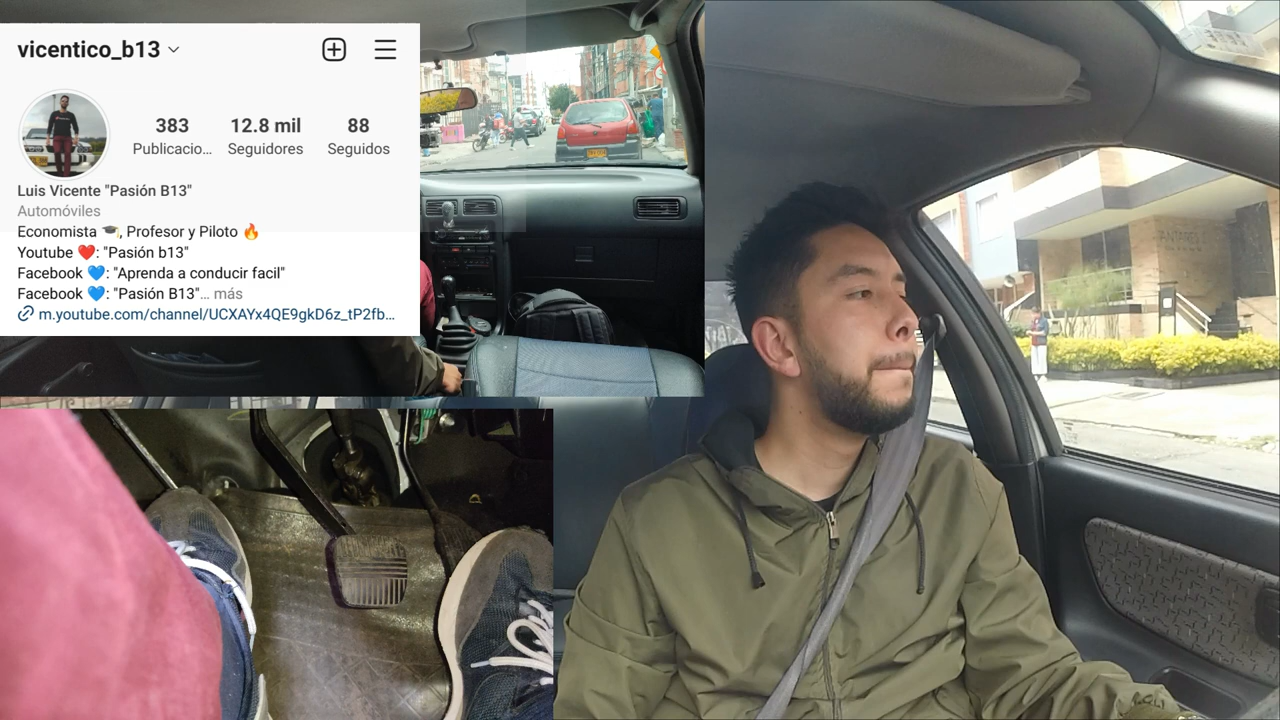 vicentico_b13
383
12.8 mil
88
Publicacio...
Seguidores
Seguidos
Luis Vicente "Pasión B13"
Automóviles
Economista 🎓, Profesor y Piloto 🔥
Youtube ❤️: "Pasión b13"
Facebook 💙: "Aprenda a conducir facil"
Facebook 💙: "Pasión B13"... más
m.youtube.com/channel/UCXAYx4QE9gkD6z_tP2fb...
ANTARES